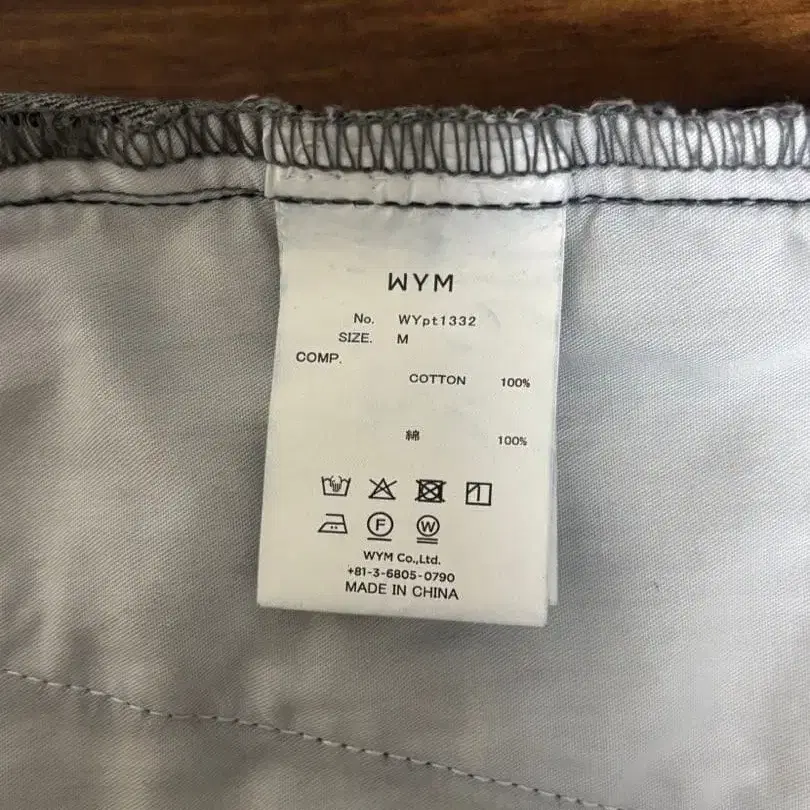 WYM
No. WYpt1332
SIZE. M
COMP.
COTTON 100%
綿 100%
F
W
WYM Co.,Ltd.
+81-3-6805-0790
MADE IN CHINA